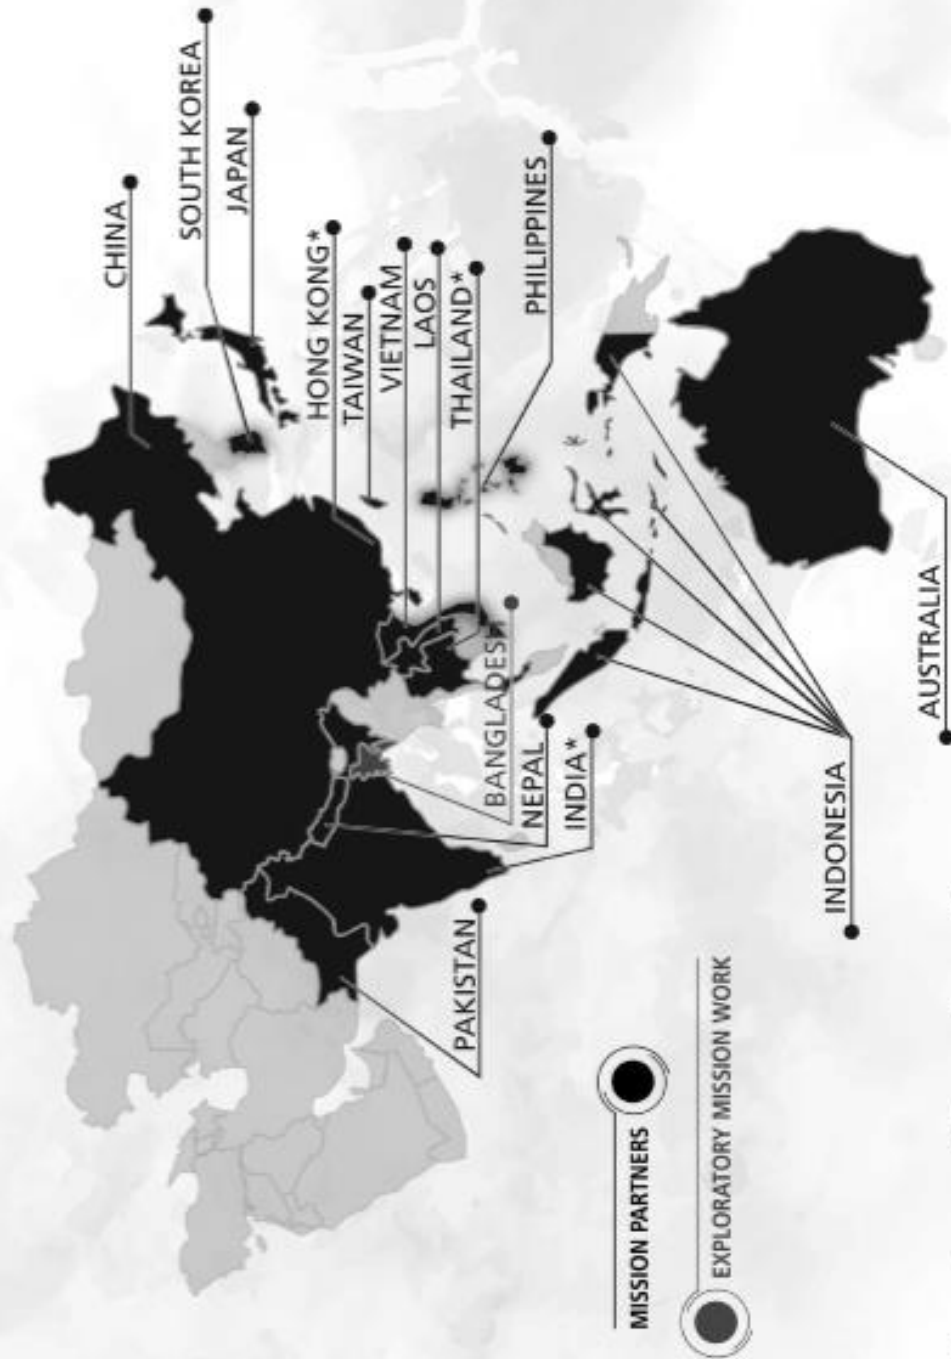 CHINA
SOUTH KOREA
JAPAN
HONG KONG*
TAIWAN
VIETNAM
LAOS
THAILAND*
PHILIPPINES
BANGLADESH
NEPAL
INDIA*
PAKISTAN
INDONESIA
AUSTRALIA
MISSION PARTNERS
EXPLORATORY MISSION WORK